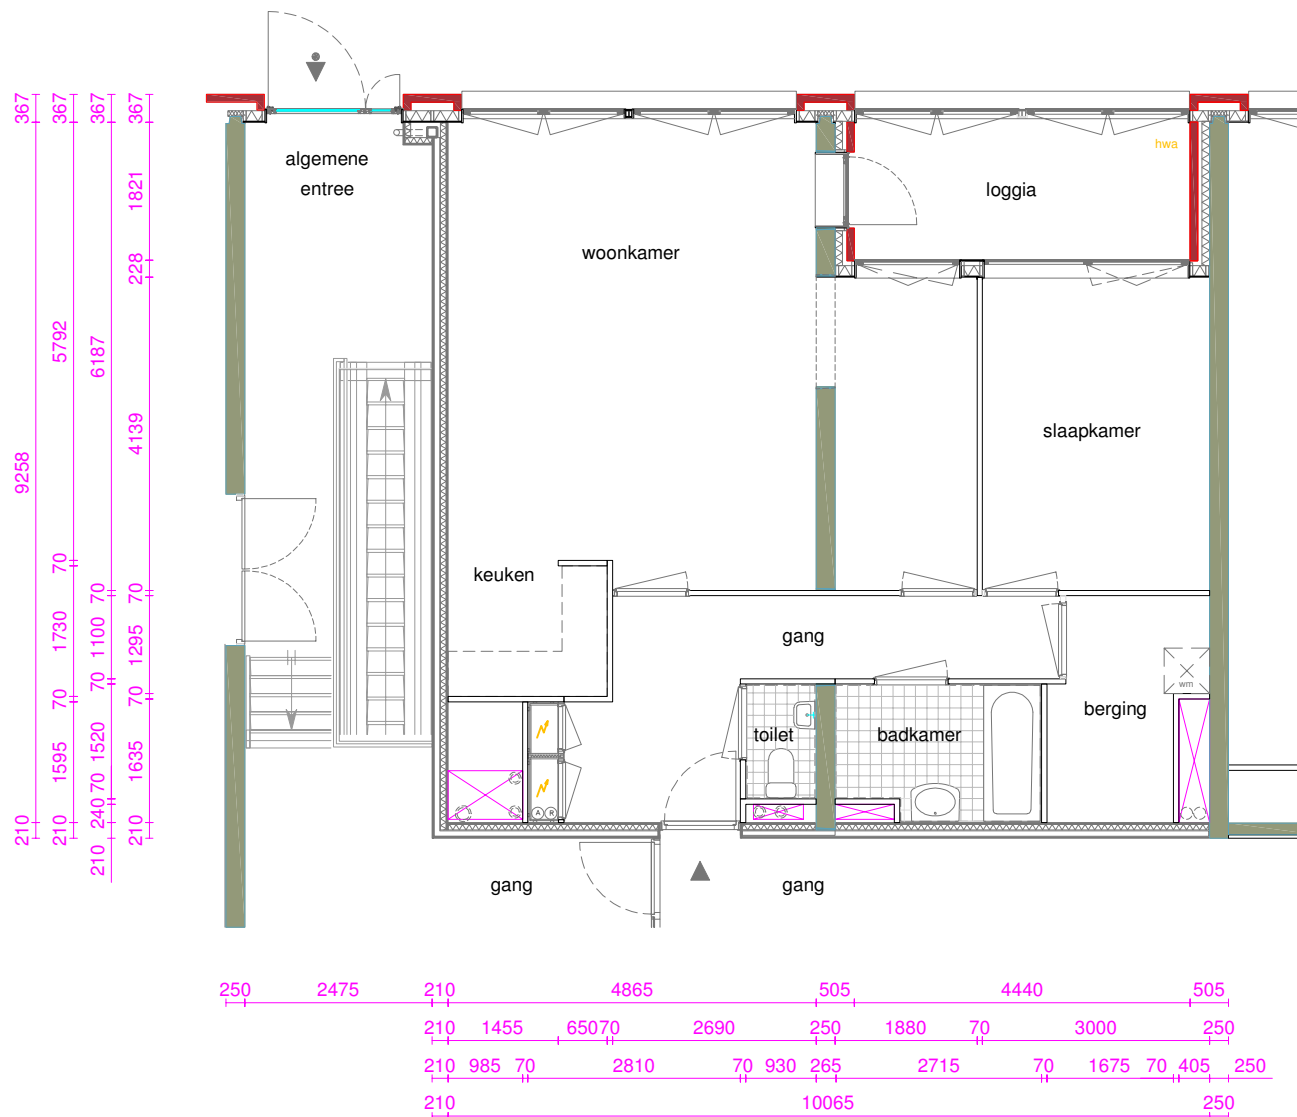 algemene
entree
woonkamer
hwa
loggia
slaapkamer
keuken
gang
wm
berging
toilet
badkamer
A R
gang
gang
367 9258 210
367 5792 70 1730 70 1595 210
367 6187 70 1100 70 1520 70 240 210
367 1821 228 4139 70 1295 70 1635 210
250 2475 210 4865 505 4440 505
210 1455 650 70 2690 250 1880 70 3000 250
210 985 70 2810 70 930 265 2715 70 1675 70 405 250
210 10065 250